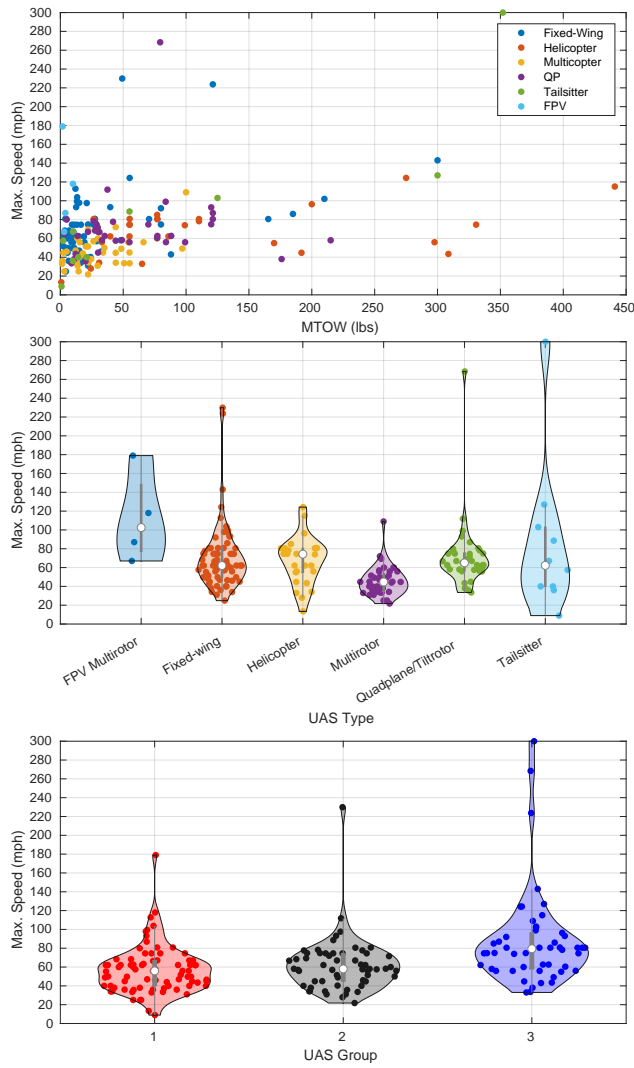 300
280
260
240
220
200
180
160
140
120
100
80
60
40
20
0
Max. Speed (mph)
Fixed-Wing
Helicopter
Multicopter
QP
Tailsitter
FPV
0 50 100 150 200 250 300 350 400 450
MTOW (lbs)
300
280
260
240
220
200
180
160
140
120
100
80
60
40
20
0
Max. Speed (mph)
FPV Multirotor
Fixed-wing
Helicopter
Multirotor
Quadplane/Tiltrotor
Tailsitter
UAS Type
300
280
260
240
220
200
180
160
140
120
100
80
60
40
20
0
Max. Speed (mph)
1 2 3
UAS Group